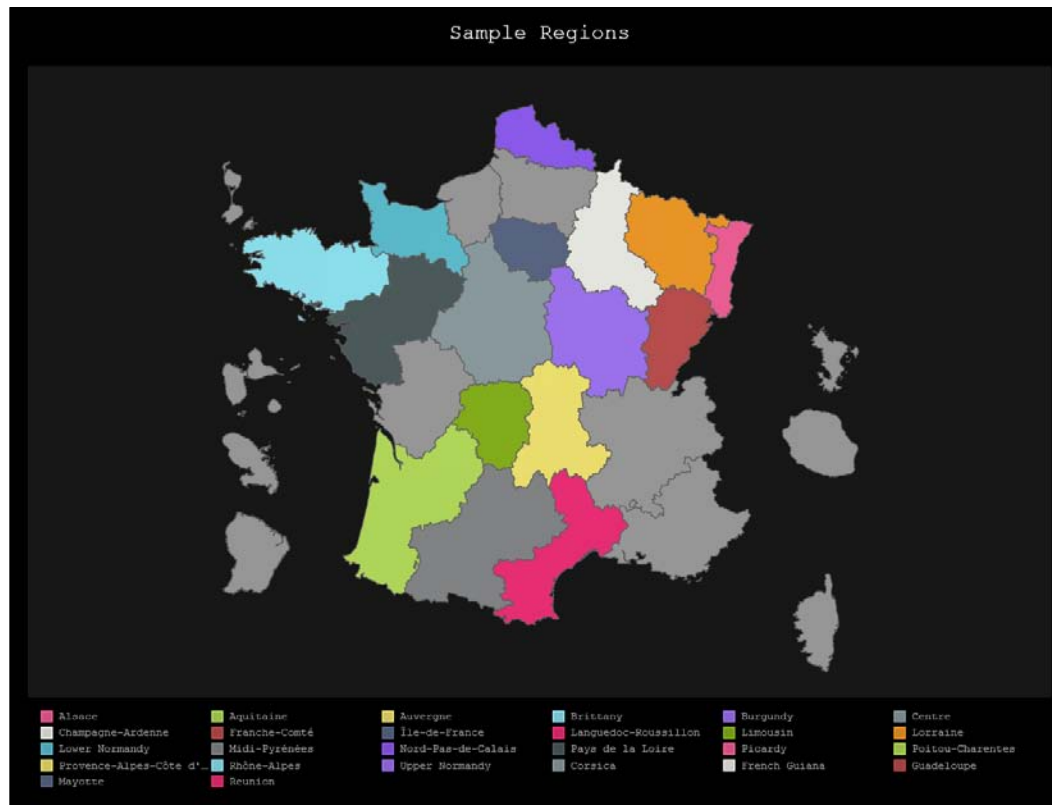 Sample Regions
Alsace Aquitaine Auvergne Brittany Burgundy Centre
Champagne-Ardenne Franche-Comté Île-de-France Languedoc-Roussillon Limousin Lorraine
Lower Normandy Midi-Pyrénées Nord-Pas-de-Calais Pays de la Loire Picardy Poitou-Charentes
Provence-Alpes-Côte d'… Rhône-Alpes Upper Normandy Corsica French Guiana Guadeloupe
Mayotte Reunion